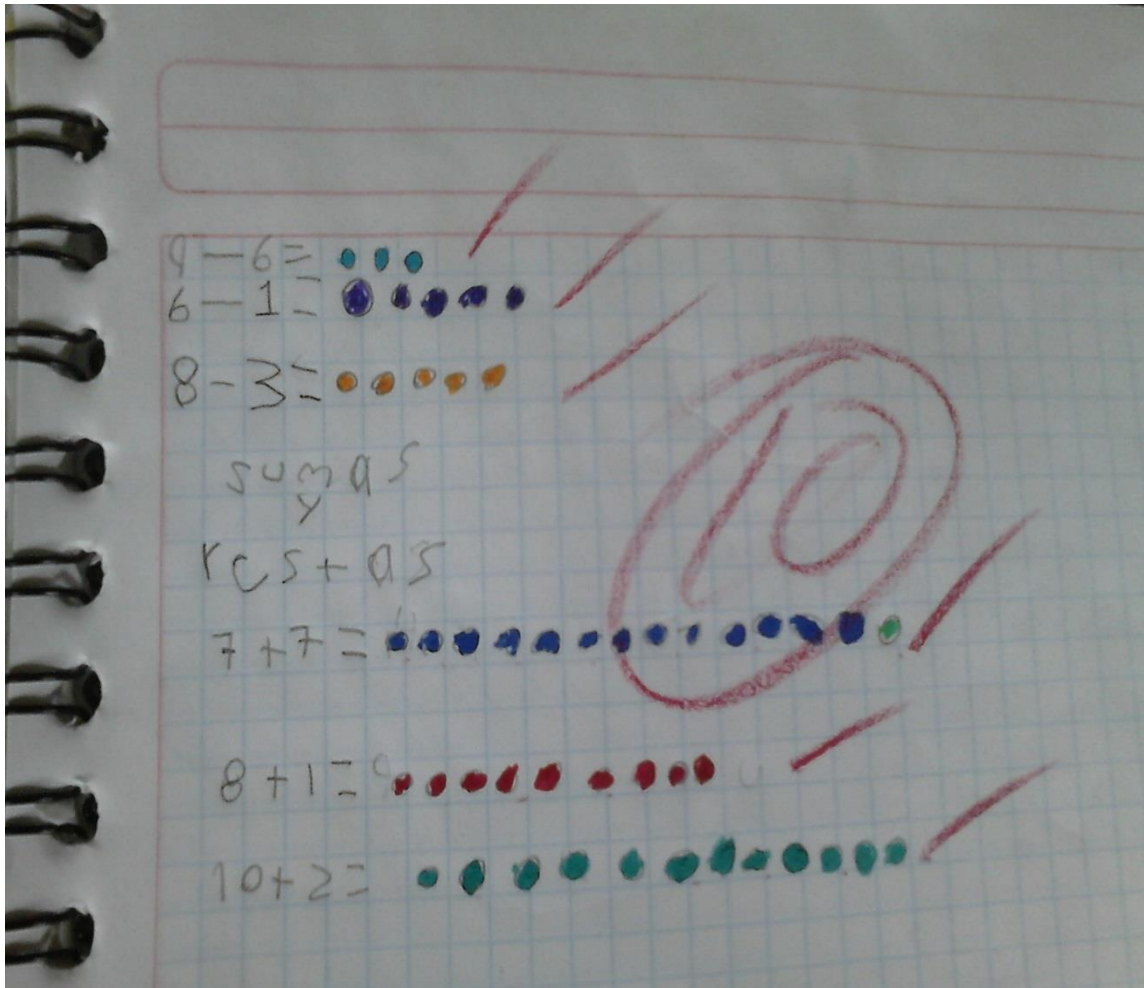 9-6=
6-1=
8-3=
sumas
y
restas
10
7+7=
8+1=
10+2=